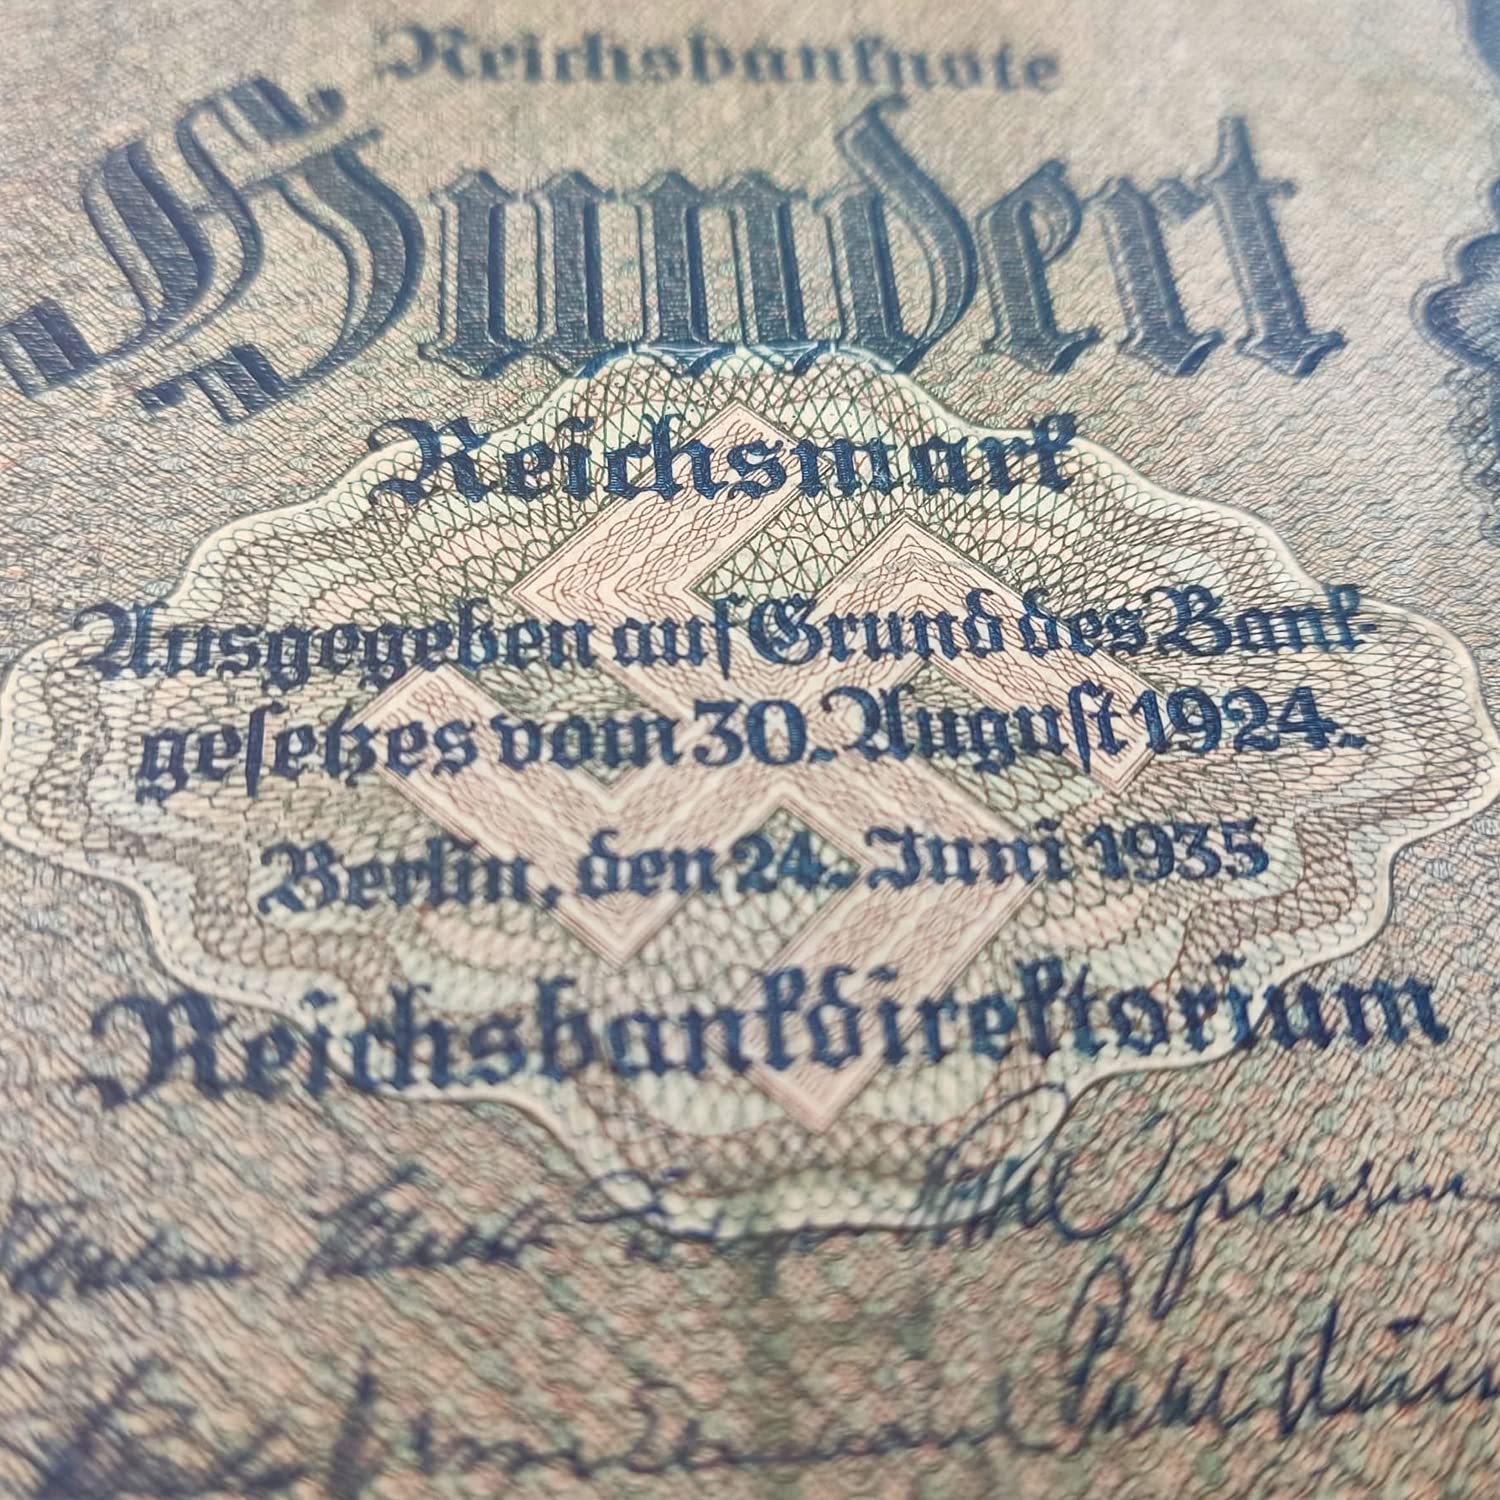 Reichsbanknote
Hundert
Reichsmark
Ausgegeben auf Grund des Bank-
gesetzes vom 30. August 1924.
Berlin, den 24. Juni 1935
Reichsbankdirektorium